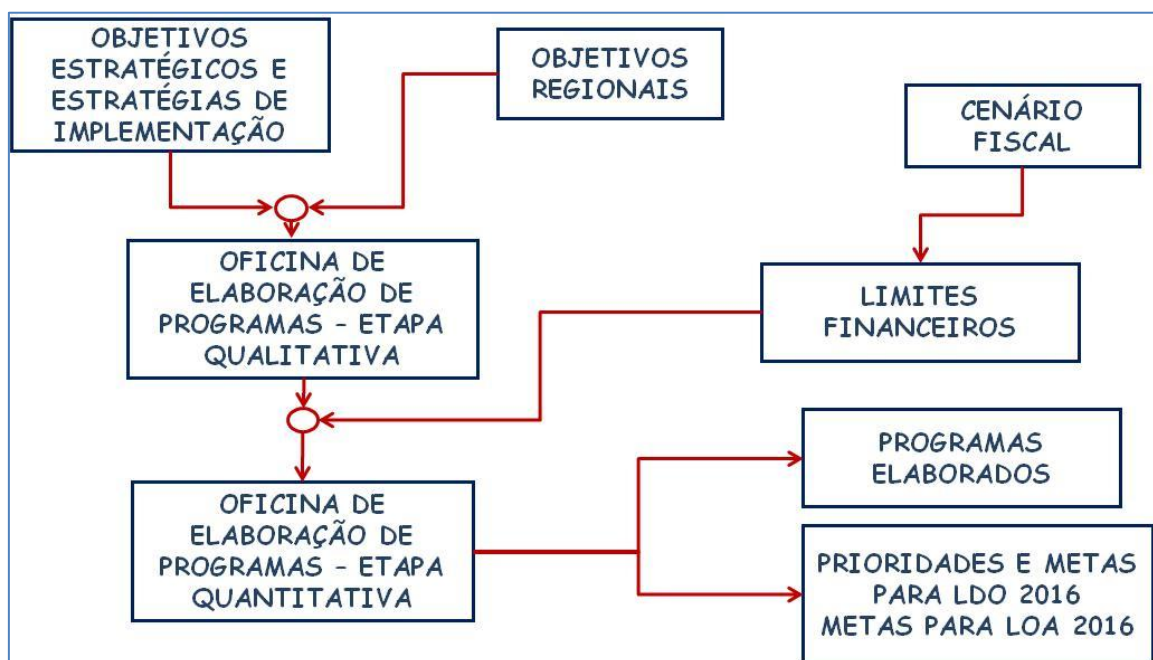 OBJETIVOS
ESTRATÉGICOS E
ESTRATÉGIAS DE
IMPLEMENTAÇÃO
OBJETIVOS
REGIONAIS
CENÁRIO
FISCAL
OFICINA DE
ELABORAÇÃO DE
PROGRAMAS – ETAPA
QUALITATIVA
LIMITES
FINANCEIROS
PROGRAMAS
ELABORADOS
OFICINA DE
ELABORAÇÃO DE
PROGRAMAS – ETAPA
QUANTITATIVA
PRIORIDADES E METAS
PARA LDO 2016
METAS PARA LOA 2016